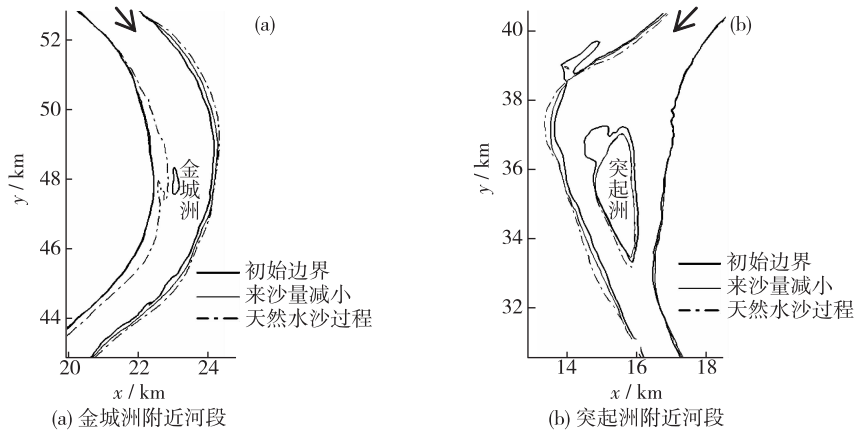 (a)
52
50
48
46
44
y / km
金城洲
初始边界
来沙量减小
天然水沙过程
20
22
24
x / km
(a) 金城洲附近河段
(b)
40
38
36
34
32
y / km
突起洲
初始边界
来沙量减小
天然水沙过程
14
16
18
x / km
(b) 突起洲附近河段